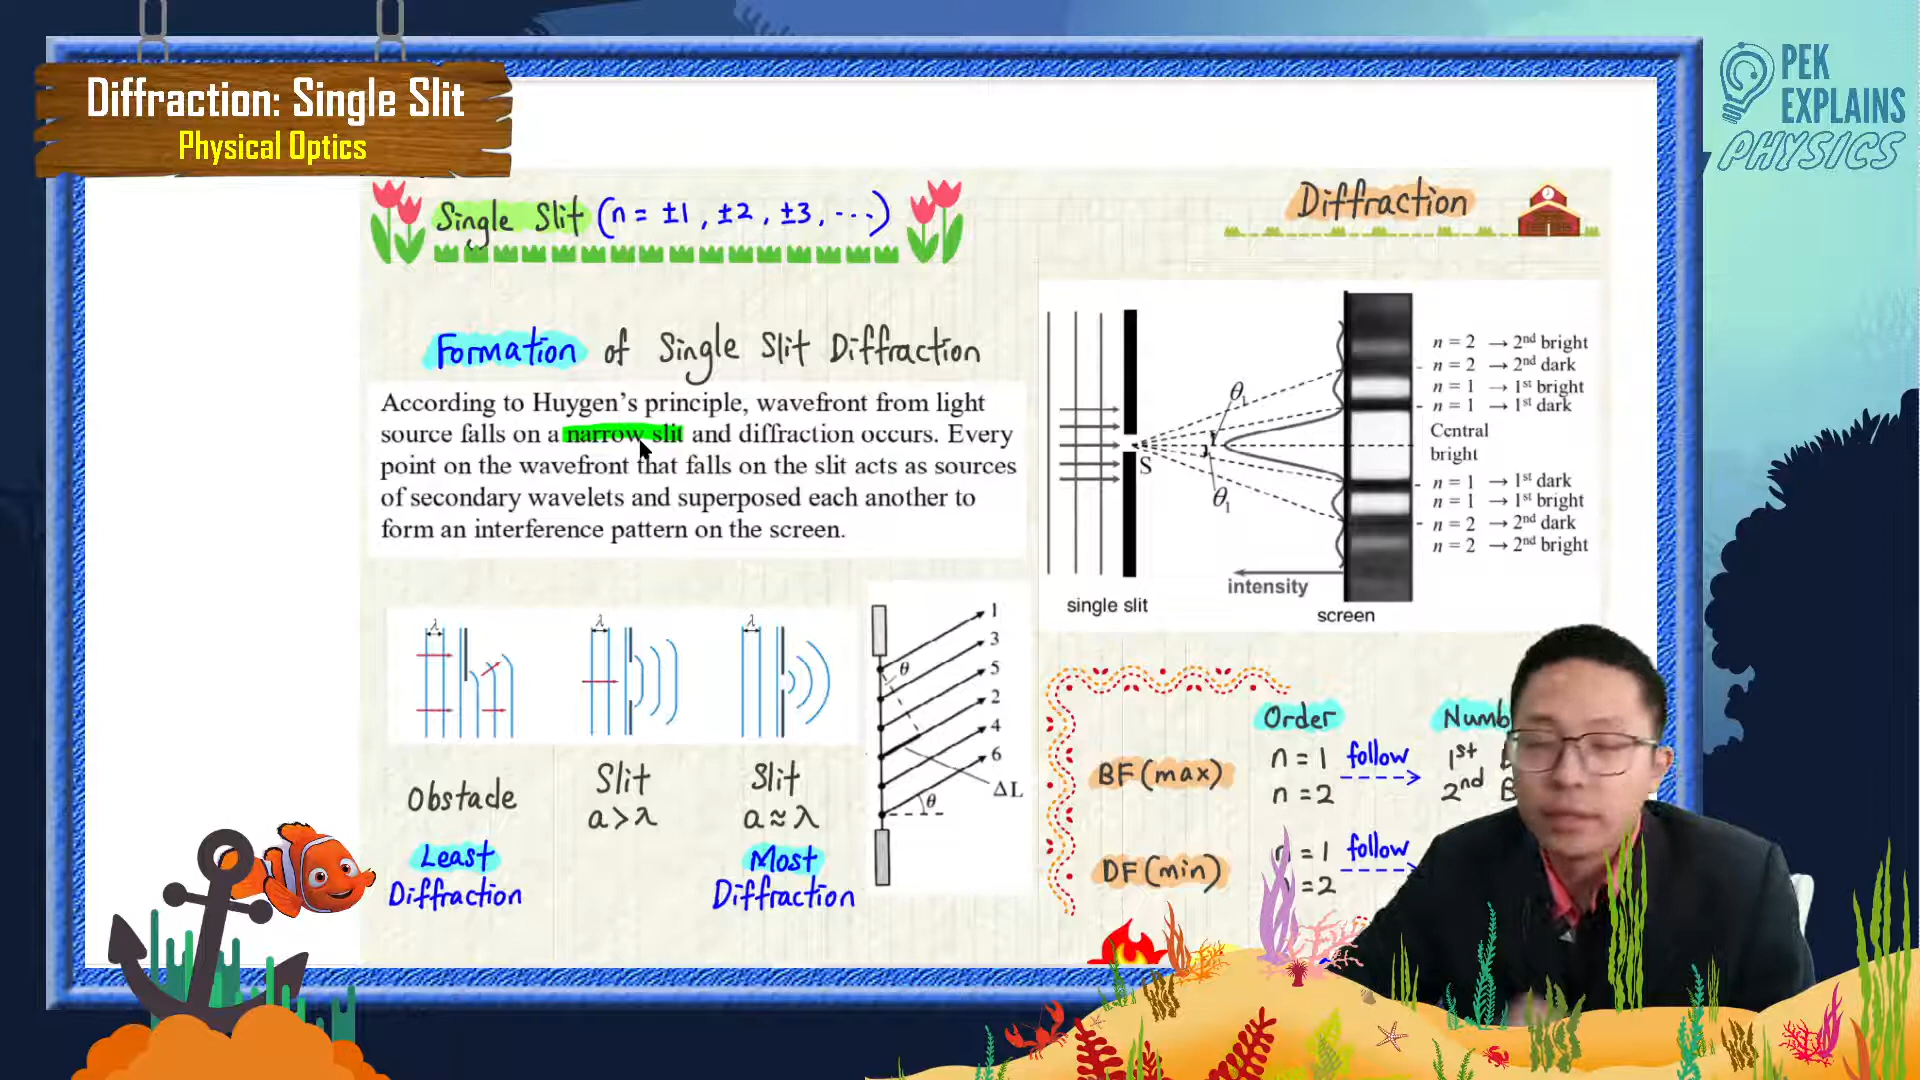 Diffraction: Single Slit
Physical Optics
PEK
EXPLAINS
PHYSICS
Single Slit (n = ±1, ±2, ±3, ...)
Diffraction
Formation of Single Slit Diffraction
According to Huygen's principle, wavefront from light
source falls on a narrow slit and diffraction occurs. Every
point on the wavefront that falls on the slit acts as sources
of secondary wavelets and superposed each another to
form an interference pattern on the screen.
θ₁
S
θ₁
n = 2 → 2nd bright
n = 2 → 2nd dark
n = 1 → 1st bright
n = 1 → 1st dark
Central
bright
n = 1 → 1st dark
n = 1 → 1st bright
n = 2 → 2nd dark
n = 2 → 2nd bright
intensity
single slit
screen
λ
λ
λ
Obstade
Least
Diffraction
Slit
a > λ
Slit
a ≈ λ
Most
Diffraction
1
3
5
2
4
6
θ
θ
ΔL
Order
BF (max)
n = 1 follow 1st
n = 2 2nd B
DF (min)
= 1 follow
= 2